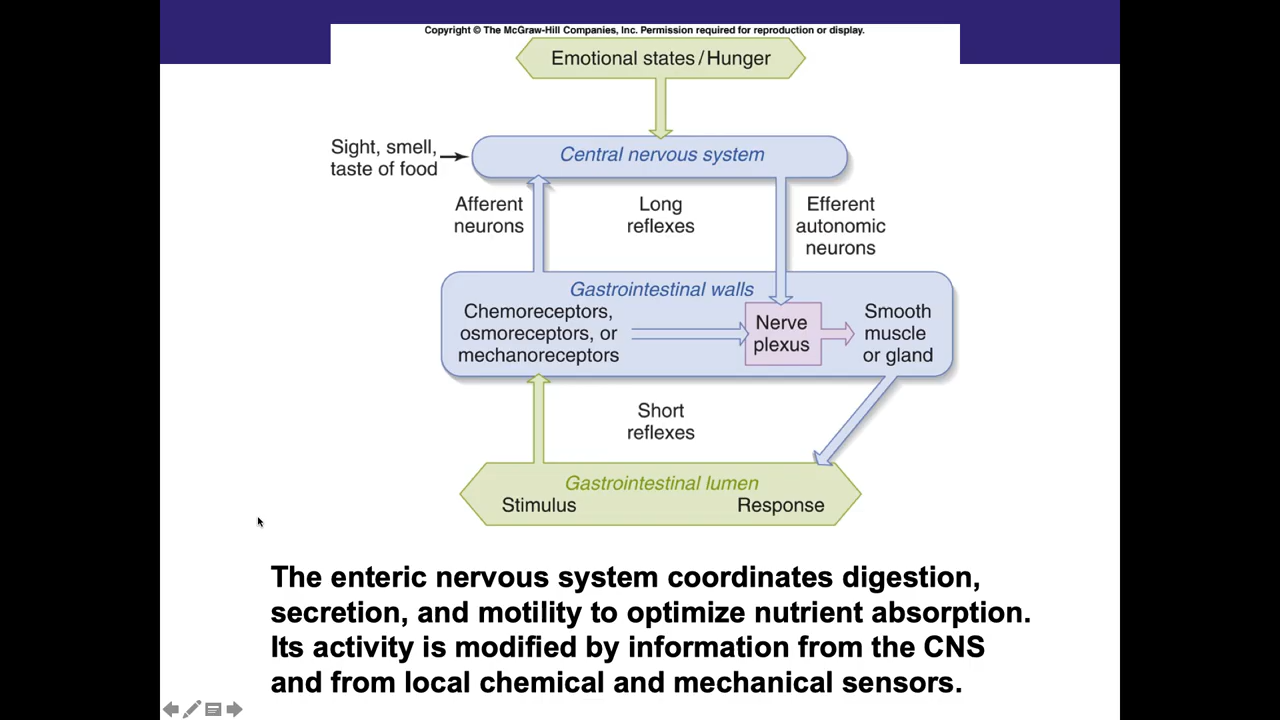 Copyright © The McGraw-Hill Companies, Inc. Permission required for reproduction or display.
Emotional states/Hunger
Sight, smell,
taste of food
Central nervous system
Afferent
neurons
Long
reflexes
Efferent
autonomic
neurons
Gastrointestinal walls
Chemoreceptors,
osmoreceptors, or
mechanoreceptors
Nerve
plexus
Smooth
muscle
or gland
Short
reflexes
Gastrointestinal lumen
Stimulus
Response
The enteric nervous system coordinates digestion,
secretion, and motility to optimize nutrient absorption.
Its activity is modified by information from the CNS
and from local chemical and mechanical sensors.